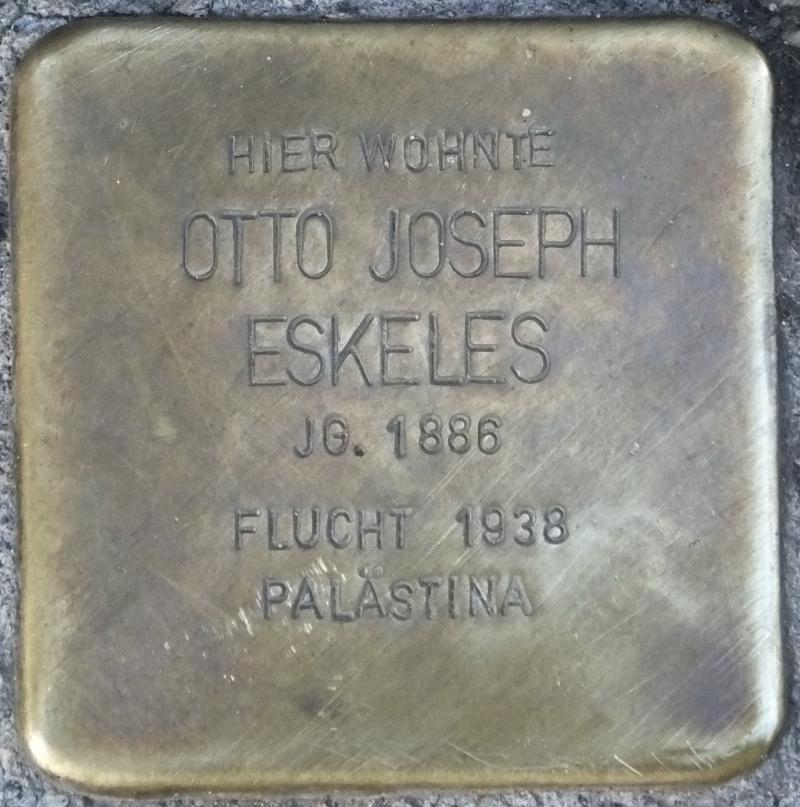 HIER WOHNTE
OTTO JOSEPH
ESKELES
JG. 1886
FLUCHT 1938
PALÄSTINA